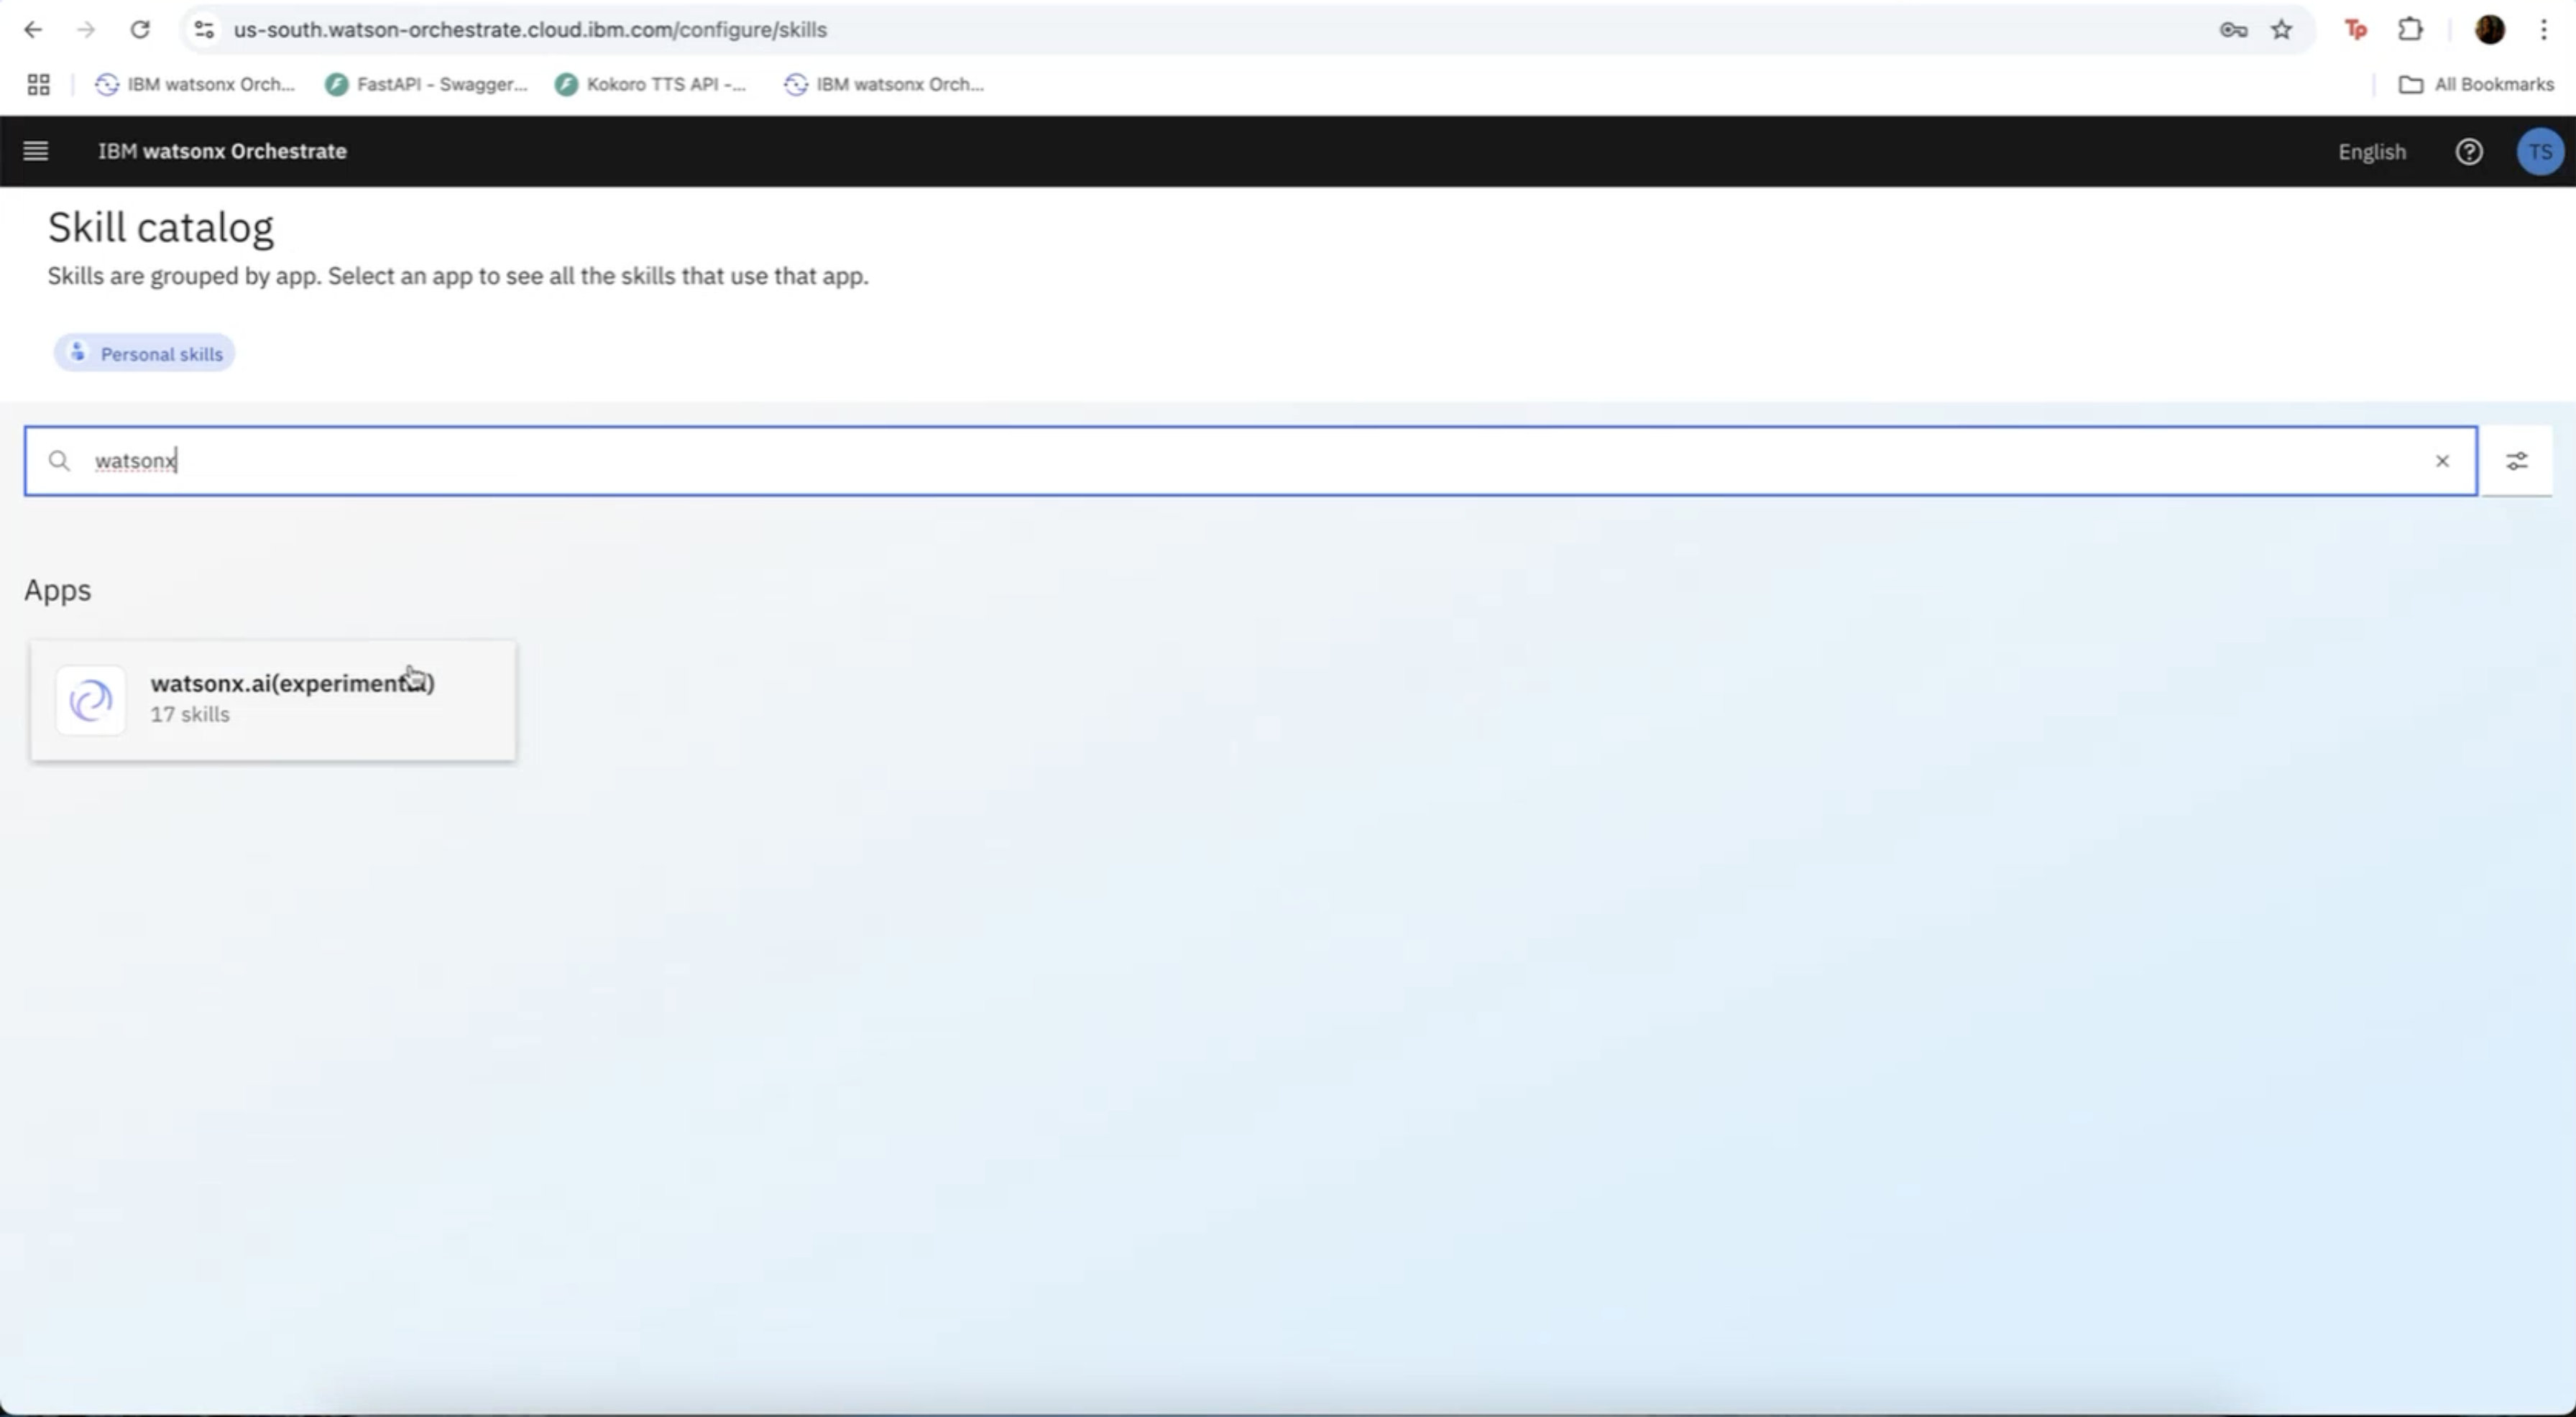 us-south.watson-orchestrate.cloud.ibm.com/configure/skills
Tp
IBM watsonx Orch... FastAPI - Swagger... Kokoro TTS API -... IBM watsonx Orch... All Bookmarks
IBM watsonx Orchestrate English TS
Skill catalog
Skills are grouped by app. Select an app to see all the skills that use that app.
Personal skills
watsonx
Apps
watsonx.ai(experimental)
17 skills